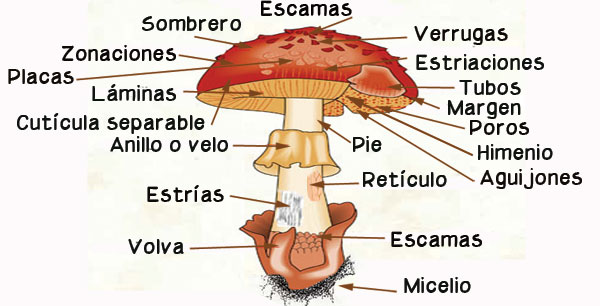 Escamas
Sombrero
Verrugas
Zonaciones
Estriaciones
Placas
Tubos
Láminas
Margen
Cutícula separable
Poros
Anillo o velo
Pie
Himenio
Retículo
Aguijones
Estrías
Volva
Escamas
Micelio